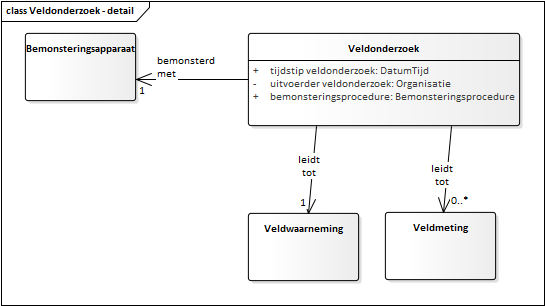 class Veldonderzoek - detail
Bemonsteringsapparaat
bemonsterd
met
1
Veldonderzoek
+ tijdstip veldonderzoek: DatumTijd
- uitvoerder veldonderzoek: Organisatie
+ bemonsteringsprocedure: Bemonsteringsprocedure
leidt
tot
1
leidt
tot
0..*
Veldwaarneming
Veldmeting